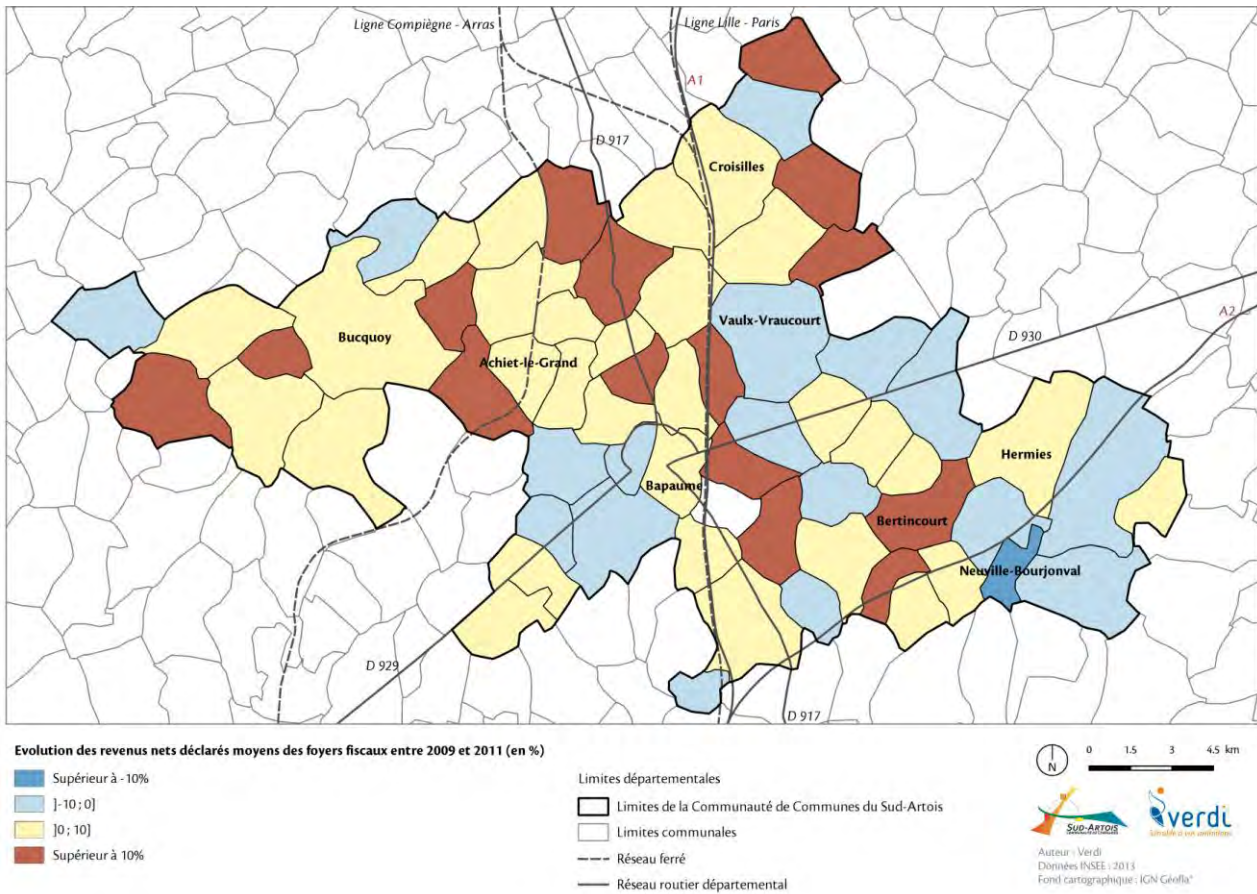 Ligne Compiègne - Arras
Ligne Lille - Paris
A1
D 917
Croisilles
Vaulx-Vraucourt
D 930
A2
Bucquoy
Achiet-le-Grand
Hermies
Bapaume
Bertincourt
Neuville-Bourjonval
D 929
D 917
Evolution des revenus nets déclarés moyens des foyers fiscaux entre 2009 et 2011 (en %)
Supérieur à -10%
]-10 ; 0]
]0 ; 10]
Supérieur à 10%
Limites départementales
Limites de la Communauté de Communes du Sud-Artois
Limites communales
Réseau ferré
Réseau routier départemental
N
0 1.5 3 4.5 km
SUD-ARTOIS
COMMUNAUTÉ DE COMMUNES
verdi
Auteur : Verdi
Données INSEE : 2013
Fond cartographique : IGN Géofla®